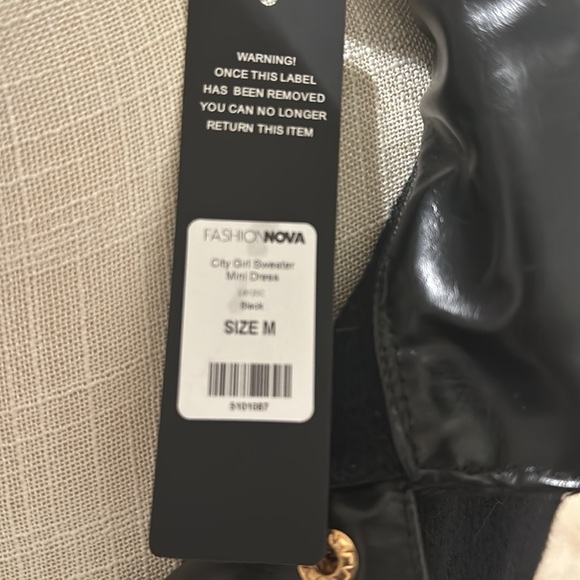 WARNING!
ONCE THIS LABEL
HAS BEEN REMOVED
YOU CAN NO LONGER
RETURN THIS ITEM
FASHIONNOVA
City Girl Sweater
Mini Dress
Black
SIZE M
5101067